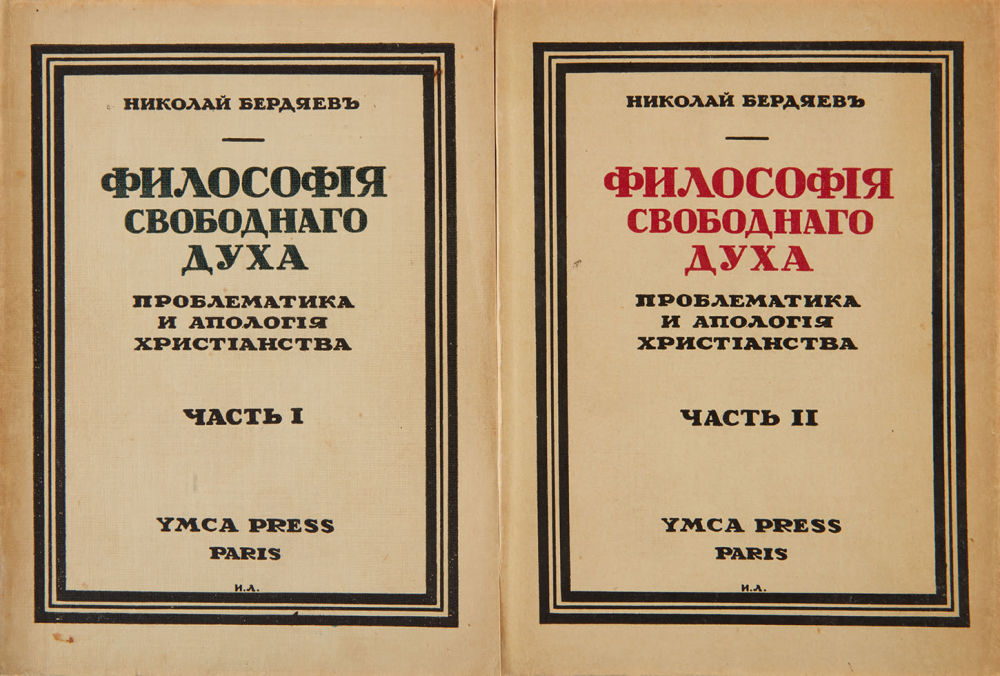 НИКОЛАЙ БЕРДЯЕВЪ
ФИЛОСОФІЯ
СВОБОДНАГО
ДУХА
ПРОБЛЕМАТИКА
И АПОЛОГІЯ
ХРИСТІАНСТВА
ЧАСТЬ I
YMCA PRESS
PARIS
И.Л.
НИКОЛАЙ БЕРДЯЕВЪ
ФИЛОСОФІЯ
СВОБОДНАГО
ДУХА
ПРОБЛЕМАТИКА
И АПОЛОГІЯ
ХРИСТІАНСТВА
ЧАСТЬ II
YMCA PRESS
PARIS
И.Л.